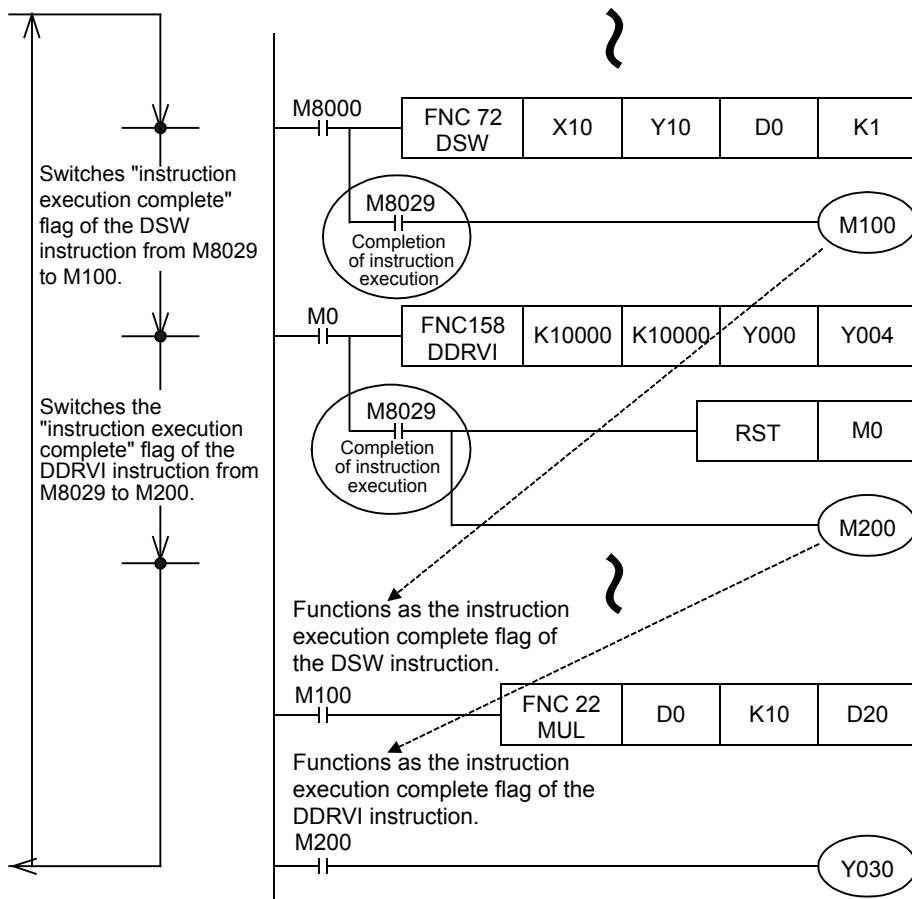 M8000
FNC 72
DSW
X10
Y10
D0
K1
Switches "instruction
execution complete"
flag of the DSW
instruction from M8029
to M100.
M8029
Completion
of instruction
execution
M100
M0
FNC158
DDRVI
K10000
K10000
Y000
Y004
Switches the
"instruction execution
complete" flag of the
DDRVI instruction from
M8029 to M200.
M8029
Completion
of instruction
execution
RST
M0
M200
Functions as the instruction
execution complete flag of
the DSW instruction.
M100
FNC 22
MUL
D0
K10
D20
Functions as the instruction
execution complete flag of the
DDRVI instruction.
M200
Y030